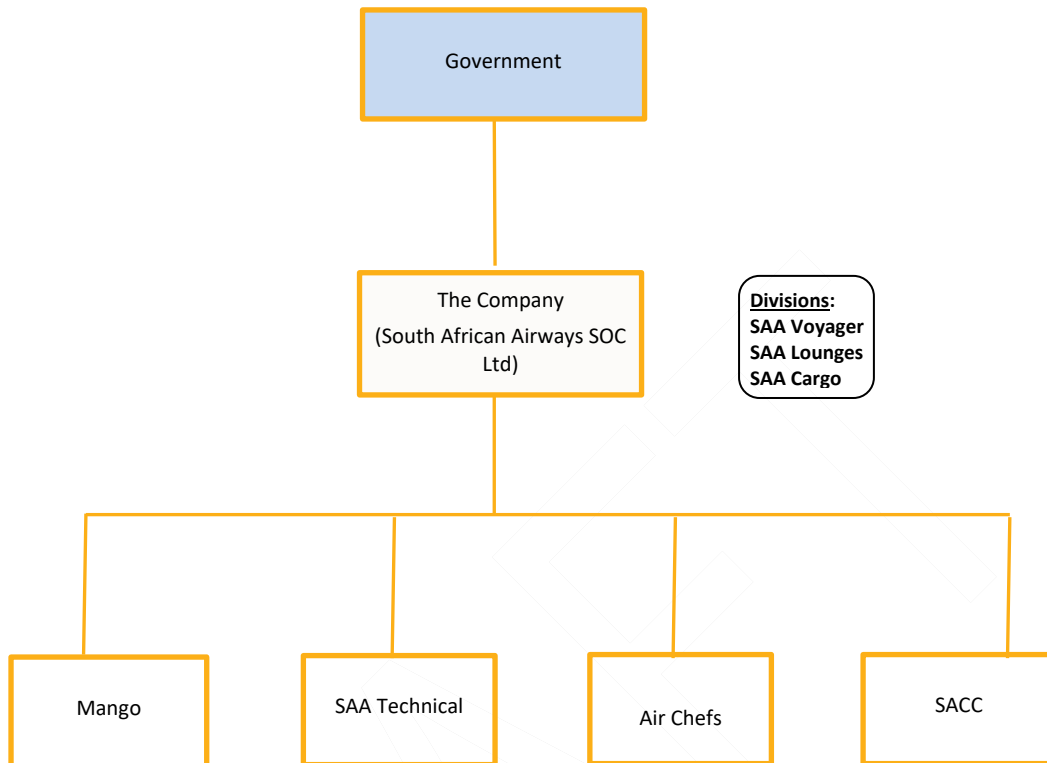 Government
The Company
(South African Airways SOC
Ltd)
Divisions:
SAA Voyager
SAA Lounges
SAA Cargo
Mango
SAA Technical
Air Chefs
SACC